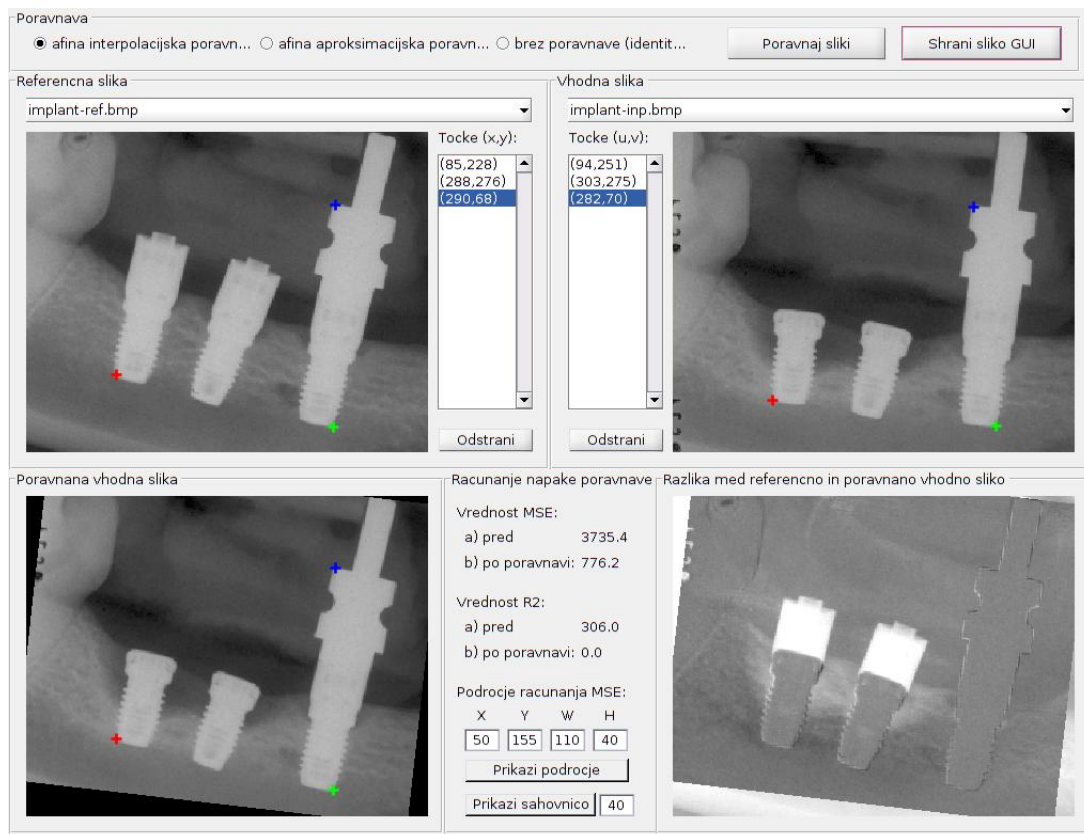 Poravnava
afina interpolacijska poravn...
afina aproksimacijska poravn...
brez poravnave (identit...
Poravnaj sliki
Shrani sliko GUI
Referencna slika
implant-ref.bmp
Tocke (x,y):
(85,228)
(288,276)
(290,68)
Odstrani
Vhodna slika
implant-inp.bmp
Tocke (u,v):
(94,251)
(303,275)
(282,70)
Odstrani
Poravnana vhodna slika
Racunanje napake poravnave
Vrednost MSE:
a) pred 3735.4
b) po poravnavi: 776.2
Vrednost R2:
a) pred 306.0
b) po poravnavi: 0.0
Podrocje racunanja MSE:
X Y W H
50 155 110 40
Prikazi podrocje
Prikazi sahovnico 40
Razlika med referencno in poravnano vhodno sliko